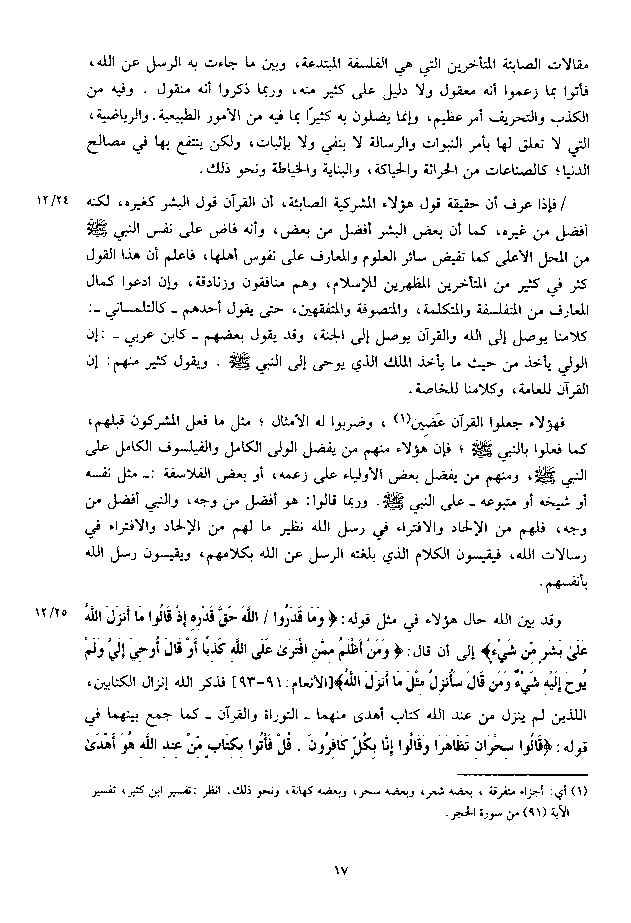 مقالات الصابئة المتأخرين التي هي الفلسفة المبتدعة، وبين ما جاءت به الرسل عن الله،
فأتوا بما زعموا أنه معقول ولا دليل على كثير منه، وربما ذكروا أنه منقول . وفيه من
الكذب والتحريف أمر عظيم، وإنما يضلون به كثيرًا بما فيه من الأمور الطبيعية والرياضية،
التي لا تعلق لها بأمر النبوات والرسالة لا بنفي ولا بإثبات، ولكن ينتفع بها في مصالح
الدنيا؛ كالصناعات من الحراثة والحياكة، والبناية والخياطة ونحو ذلك.
١٢/٢٤ / فإذا عرف أن حقيقة قول هؤلاء المشركية الصابئة، أن القرآن قول البشر كغيره، لكنه
أفضل من غيره، كما أن بعض البشر أفضل من بعض، وأنه فاض على نفس النبي ﷺ
من المحل الأعلى كما تفيض سائر العلوم والمعارف على نفوس أهلها، فاعلم أن هذا القول
كثر في كثير من المتأخرين المظهرين للإسلام، وهم منافقون وزنادقة، وإن ادعوا كمال
المعارف من المتفلسفة والمتكلمة، والمتصوفة والمتفقهين، حتى يقول أحدهم ـ كالتلمساني ـ:
كلامنا يوصل إلى الله والقرآن يوصل إلى الجنة، وقد يقول بعضهم ـ كابن عربي ـ :إن
الولي يأخذ من حيث ما يأخذ الملك الذي يوحى إلى النبي ﷺ . ويقول كثير منهم: إن
القرآن للعامة، وكلامنا للخاصة.
فهؤلاء جعلوا القرآن عَضِين(١) ، وضربوا له الأمثال ؛ مثل ما فعل المشركون قبلهم،
كما فعلوا بالنبي ﷺ ؛ فإن هؤلاء منهم من يفضل الولى الكامل والفيلسوف الكامل على
النبي ﷺ، ومنهم من يفضل بعض الأولياء على زعمه، أو بعض الفلاسفة :ـ مثل نفسه
أو شيخه أو متبوعه ـ على النبي ﷺ. وربما قالوا: هو أفضل من وجه، والنبي أفضل من
وجه، فلهم من الإلحاد والافتراء في رسل الله نظير ما لهم من الإلحاد والافتراء في
رسالات الله، فيقيسون الكلام الذي بلغته الرسل عن الله بكلامهم، ويقيسون رسل الله
بأنفسهم.
١٢/٢٥ وقد بين الله حال هؤلاء في مثل قوله:﴿ وَمَا قَدَرُوا / اللَّهَ حَقَّ قَدْرِهِ إِذْ قَالُوا مَا أَنزَلَ اللَّهُ
عَلَىٰ بَشَرٍ مِّن شَيْءٍ﴾ إلى أن قال:﴿ وَمَنْ أَظْلَمُ مِمَّنِ افْتَرَىٰ عَلَى اللَّهِ كَذِبًا أَوْ قَالَ أُوحِيَ إِلَيَّ وَلَمْ
يُوحَ إِلَيْهِ شَيْءٌ وَمَن قَالَ سَأُنزِلُ مِثْلَ مَا أَنزَلَ اللَّهُ﴾[الأنعام:٩١-٩٣] فذكر الله إنزال الكتابين،
اللذين لم ينزل من عند الله كتاب أهدى منهما ـ التوراة والقرآن ـ كما جمع بينهما في
قوله: ﴿قَالُوا سِحْرَانِ تَظَاهَرَا وَقَالُوا إِنَّا بِكُلٍّ كَافِرُونَ . قُلْ فَأْتُوا بِكِتَابٍ مِّنْ عِندِ اللَّهِ هُوَ أَهْدَىٰ
(١) أي: أجزاء متفرقة ، بعضه شعر، وبعضه سحر، وبعضه كهانة، ونحو ذلك. انظر :تفسير ابن كثير، تفسير
الآية (٩١) من سورة الحجر.
١٧